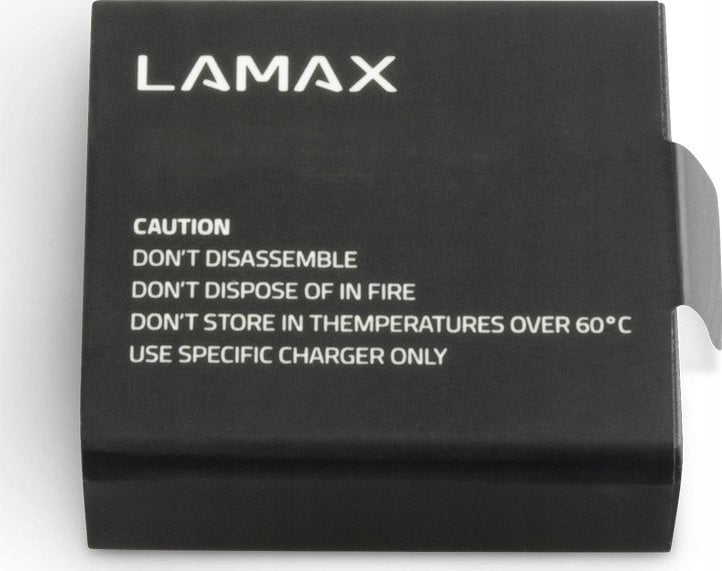 LAMAX
CAUTION
DON'T DISASSEMBLE
DON'T DISPOSE OF IN FIRE
DON'T STORE IN THEMPERATURES OVER 60°C
USE SPECIFIC CHARGER ONLY